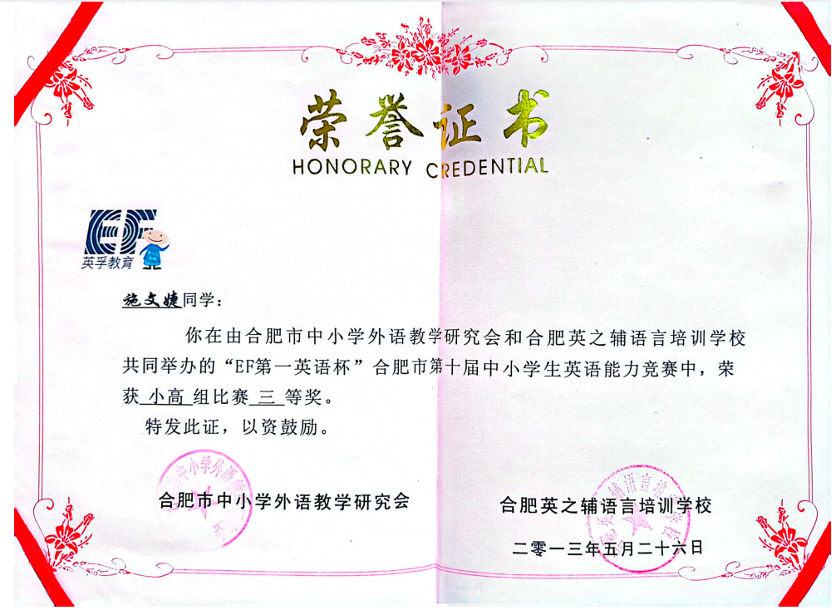 荣誉证书
HONORARY CREDENTIAL
EF
英孚教育
施文婕同学：
你在由合肥市中小学外语教学研究会和合肥英之辅语言培训学校
共同举办的“EF第一英语杯”合肥市第十届中小学生英语能力竞赛中，荣
获 小高 组比赛 三 等奖。
特发此证，以资鼓励。
合肥市中小学外语教学研究会
合肥英之辅语言培训学校
二零一三年五月二十六日